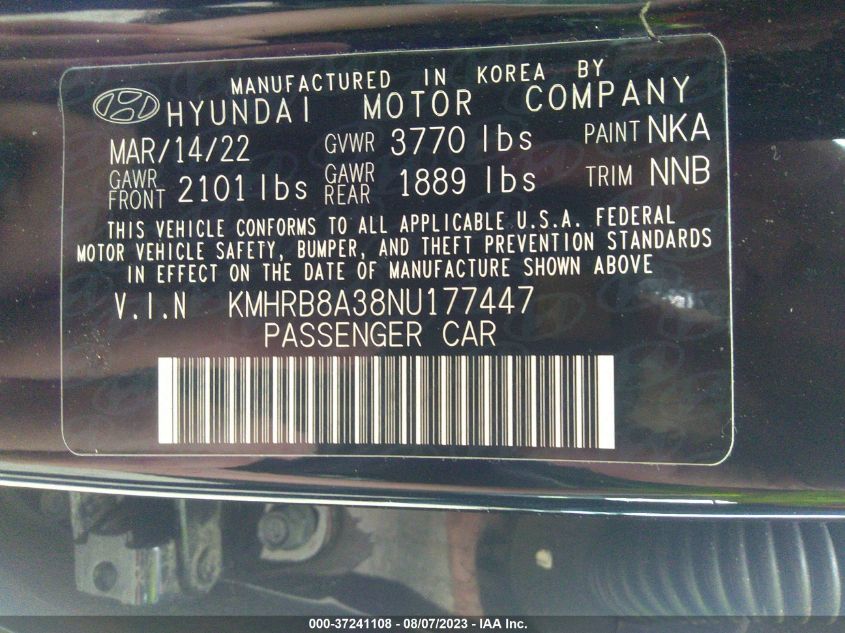 MANUFACTURED IN KOREA BY
HYUNDAI MOTOR COMPANY
MAR/14/22 GVWR 3770 lbs PAINT NKA
GAWR FRONT 2101 lbs GAWR REAR 1889 lbs TRIM NNB
THIS VEHICLE CONFORMS TO ALL APPLICABLE U.S.A. FEDERAL
MOTOR VEHICLE SAFETY, BUMPER, AND THEFT PREVENTION STANDARDS
IN EFFECT ON THE DATE OF MANUFACTURE SHOWN ABOVE
V.I.N KMHRB8A38NU177447
PASSENGER CAR
000-37241108 - 08/07/2023 - IAA Inc.